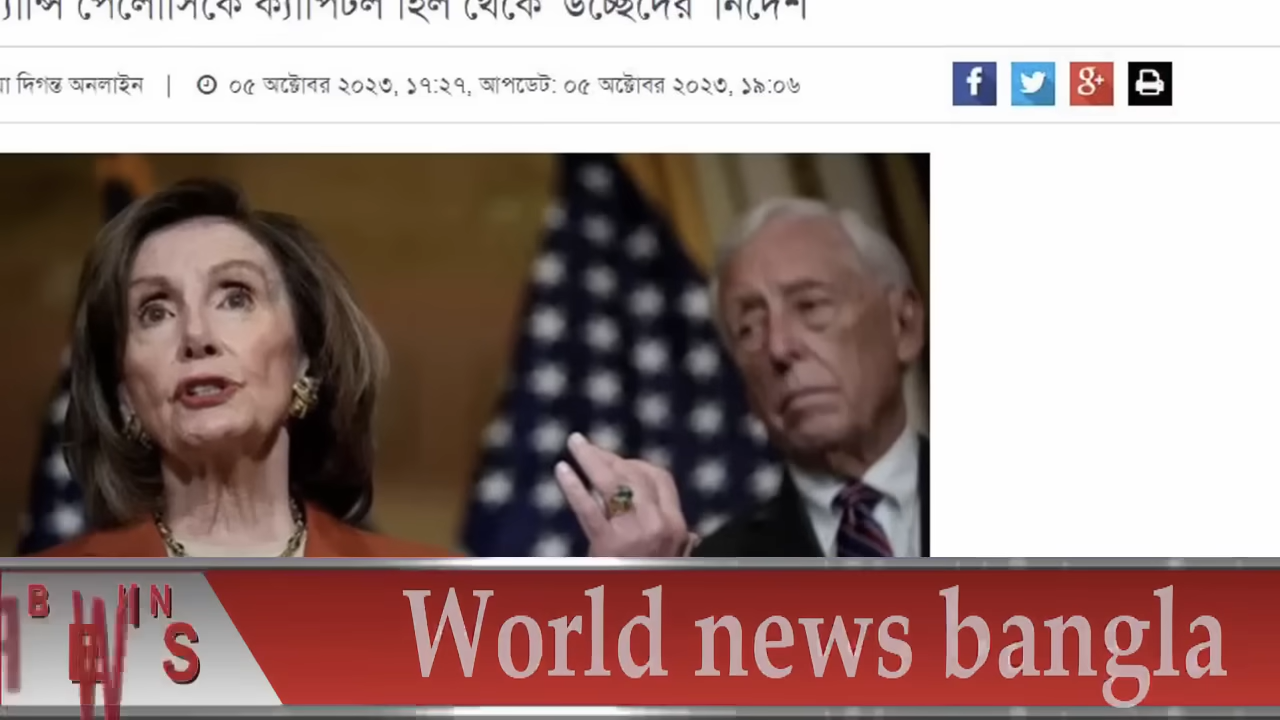 পেলোসিকে ক্যাপিটল হিল থেকে 'উচ্ছেদের' নির্দেশ
দিগন্ত অনলাইন | ০৫ অক্টোবর ২০২৩, ১৭:২৭, আপডেট: ০৫ অক্টোবর ২০২৩, ১৯:০৬
World news bangla